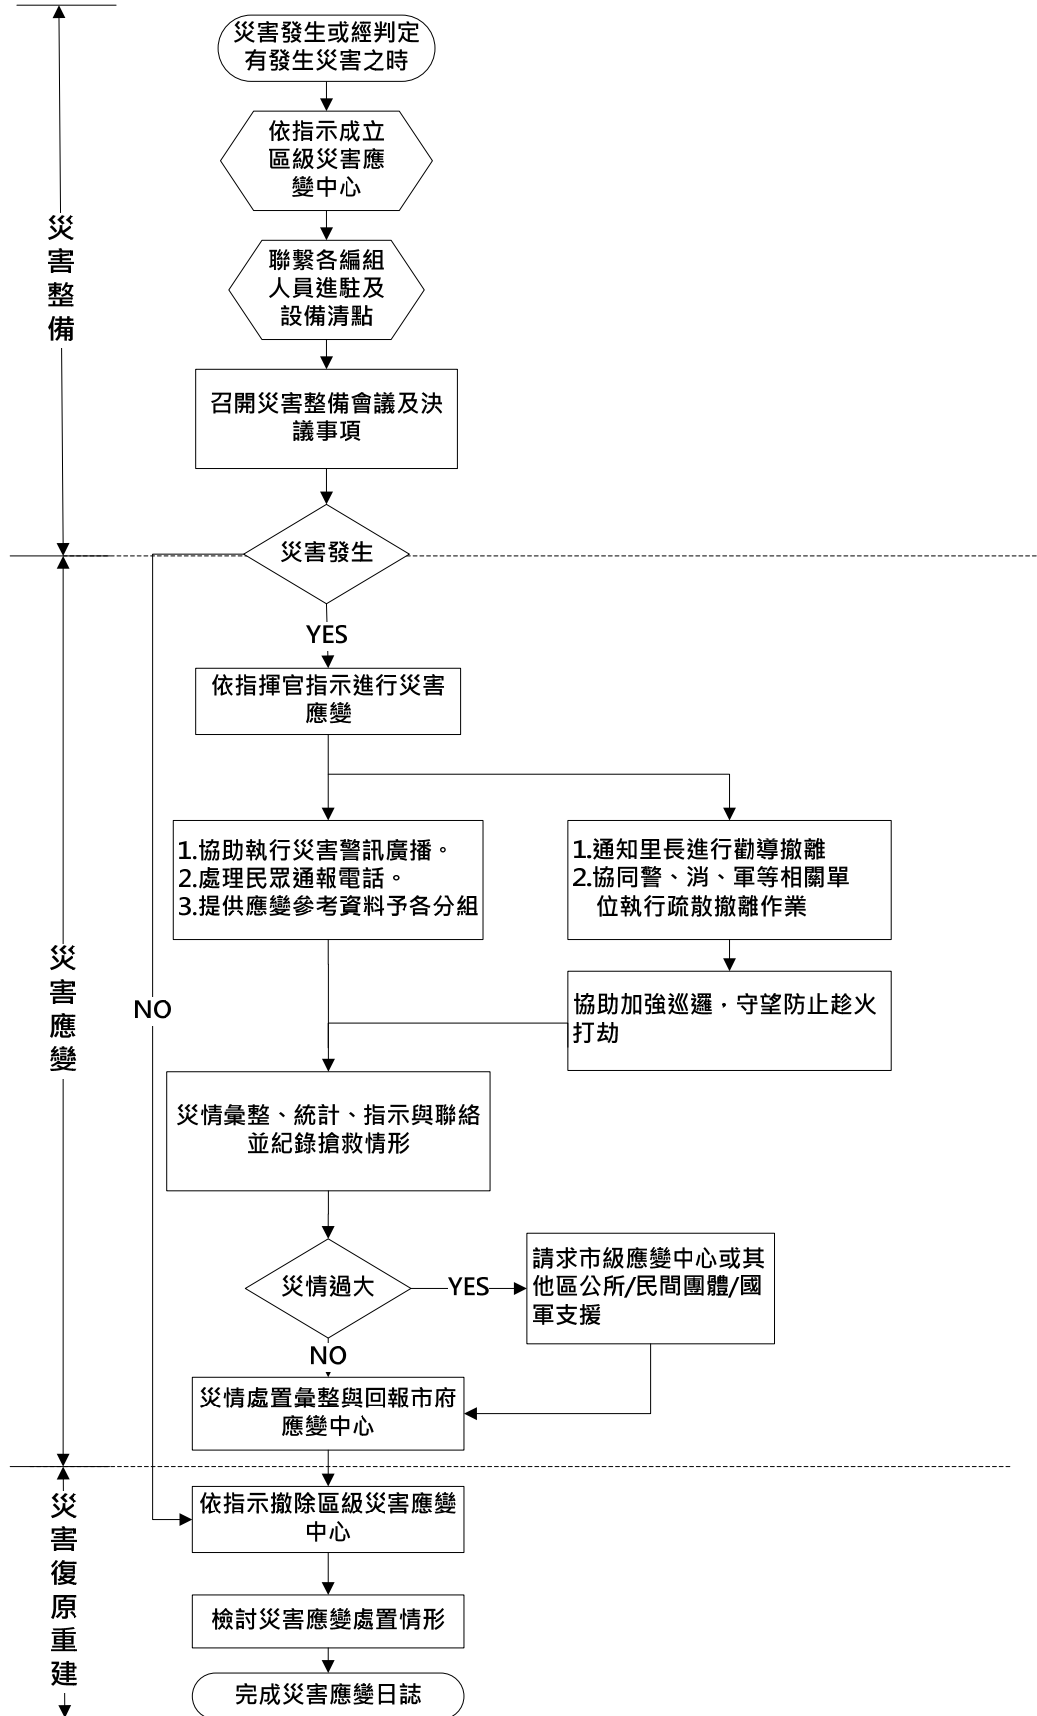 災害發生或經判定
有發生災害之時
依指示成立
區級災害應
變中心
災害整備
聯繫各編組
人員進駐及
設備清點
召開災害整備會議及決
議事項
災害發生
YES
依指揮官指示進行災害
應變
1.協助執行災害警訊廣播。
2.處理民眾通報電話。
3.提供應變參考資料予各分組
1.通知里長進行勸導撤離
2.協同警、消、軍等相關單
位執行疏散撤離作業
災害應變
NO
協助加強巡邏，守望防止趁火
打劫
災情彙整、統計、指示與聯絡
並紀錄搶救情形
災情過大
YES
請求市級應變中心或其
他區公所/民間團體/國
軍支援
NO
災情處置彙整與回報市府
應變中心
災害復原重建
依指示撤除區級災害應變
中心
檢討災害應變處置情形
完成災害應變日誌